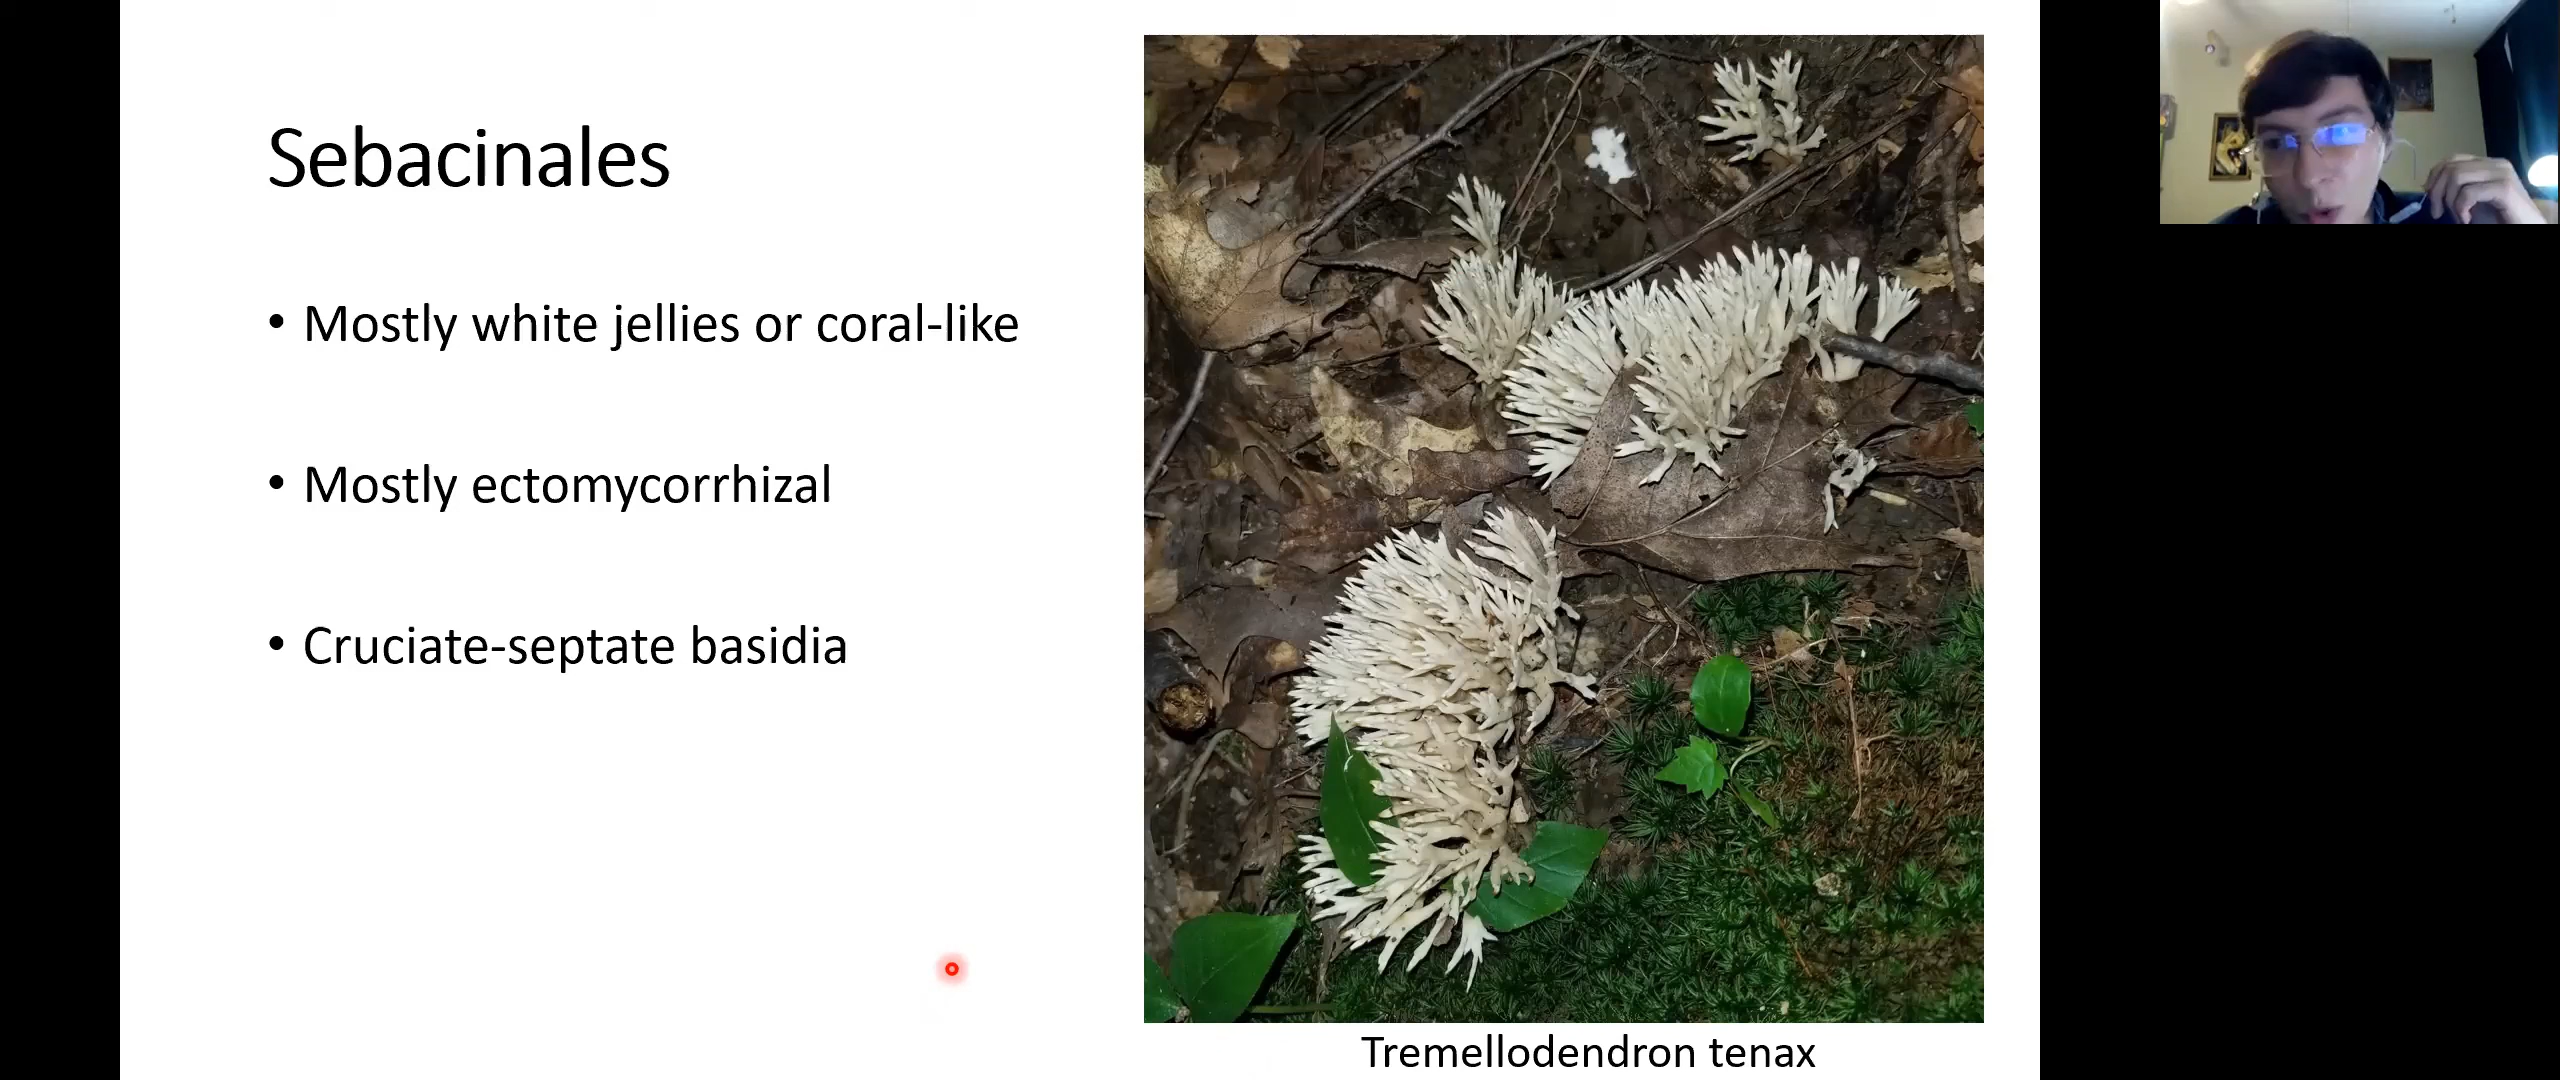 Sebacinales
• Mostly white jellies or coral-like
• Mostly ectomycorrhizal
• Cruciate-septate basidia
Tremellodendron tenax